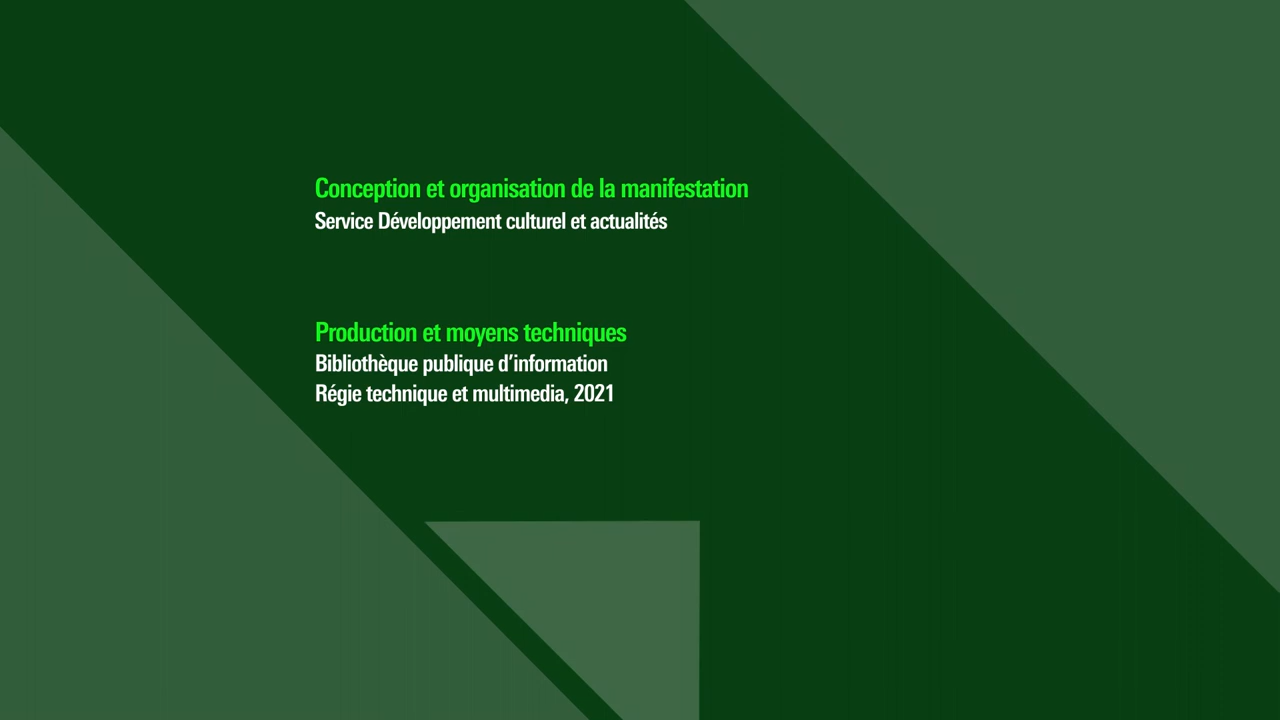 Conception et organisation de la manifestation
Service Développement culturel et actualités
Production et moyens techniques
Bibliothèque publique d’information
Régie technique et multimedia, 2021